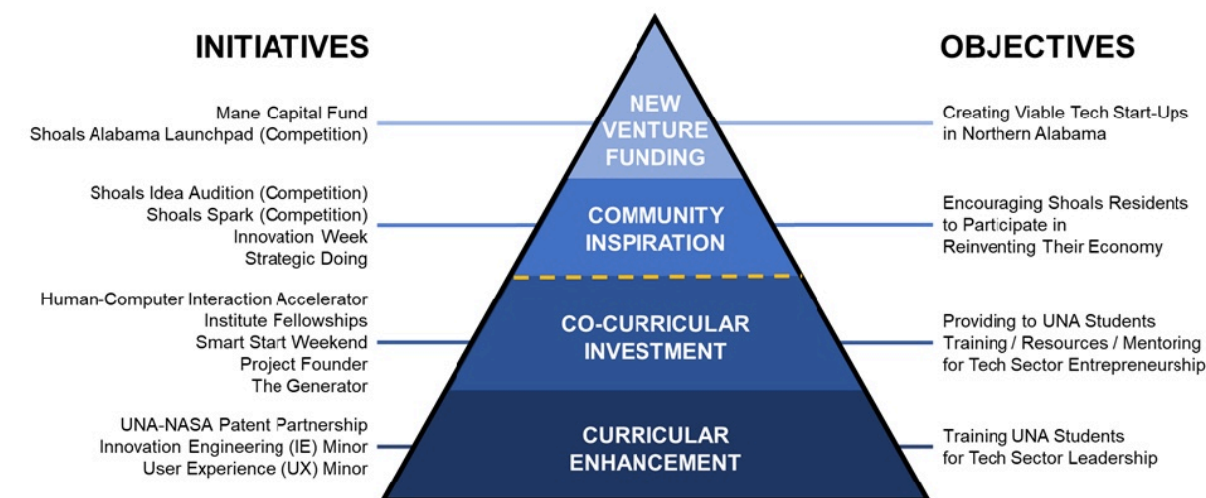 INITIATIVES
OBJECTIVES
Mane Capital Fund
Shoals Alabama Launchpad (Competition)
NEW
VENTURE
FUNDING
Creating Viable Tech Start-Ups
in Northern Alabama
Shoals Idea Audition (Competition)
Shoals Spark (Competition)
Innovation Week
Strategic Doing
COMMUNITY
INSPIRATION
Encouraging Shoals Residents
to Participate in
Reinventing Their Economy
Human-Computer Interaction Accelerator
Institute Fellowships
Smart Start Weekend
Project Founder
The Generator
CO-CURRICULAR
INVESTMENT
Providing to UNA Students
Training / Resources / Mentoring
for Tech Sector Entrepreneurship
UNA-NASA Patent Partnership
Innovation Engineering (IE) Minor
User Experience (UX) Minor
CURRICULAR
ENHANCEMENT
Training UNA Students
for Tech Sector Leadership